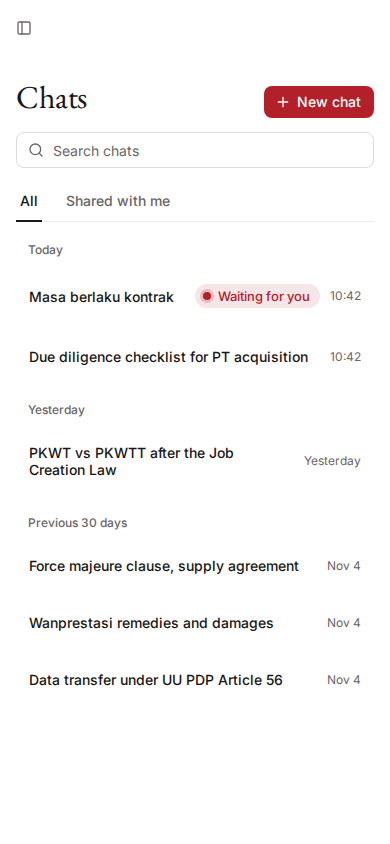 Chats
New chat
Search chats
All
Shared with me
Today
Masa berlaku kontrak
Waiting for you
10:42
Due diligence checklist for PT acquisition
10:42
Yesterday
PKWT vs PKWTT after the Job
Creation Law
Yesterday
Previous 30 days
Force majeure clause, supply agreement
Nov 4
Wanprestasi remedies and damages
Nov 4
Data transfer under UU PDP Article 56
Nov 4